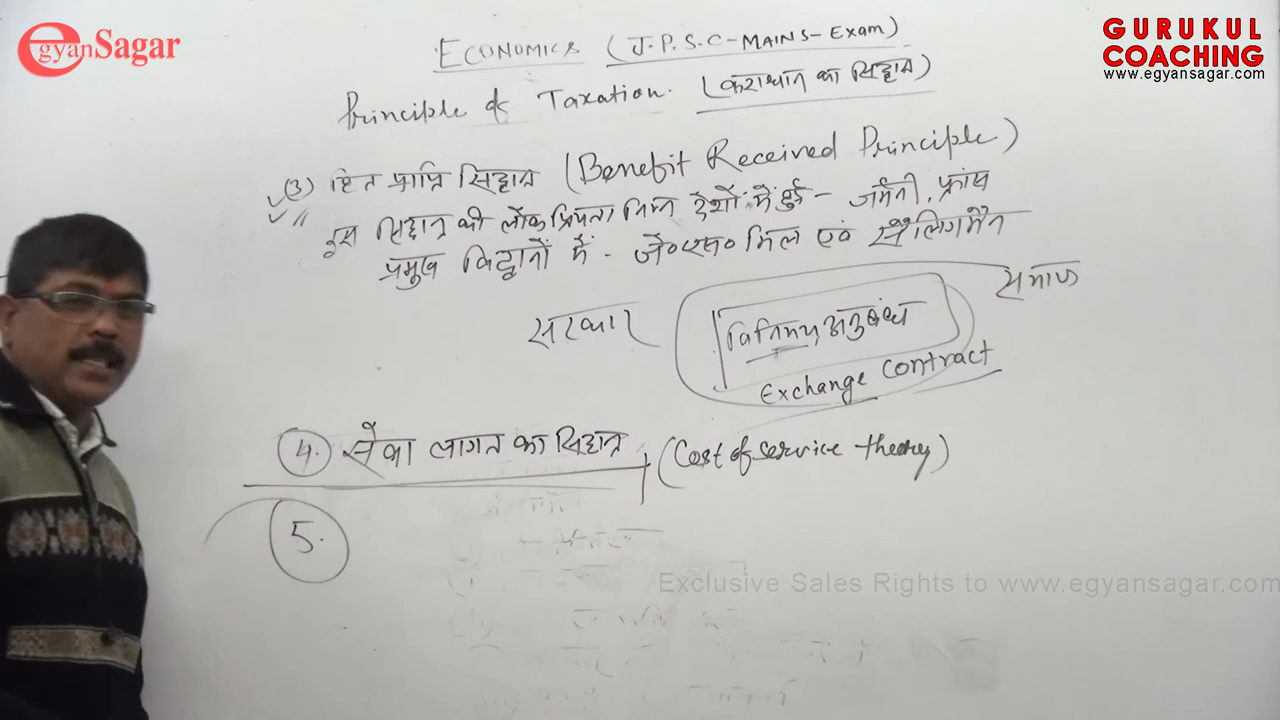 egyanSagar
GURUKUL
COACHING
www.egyansagar.com
ECONOMICS (J.P.S.C-MAINS-Exam)
Principle of Taxation. (कराधान का सिद्धान्त)
(3) हित प्राप्ति सिद्धान्त (Benefit Received Principle)
इस सिद्धान्त की लोकप्रियता निम्न देशों में हुई - जर्मनी, फ्रांस
प्रमुख विद्वानों में - जे०एस० मिल एवं सैलिगमैन
सरकार विनिमय अनुबंध समाज
Exchange contract
4. सेवा लागत का सिद्धान्त (Cost of service theory)
5.
Exclusive Sales Rights to www.egyansagar.com